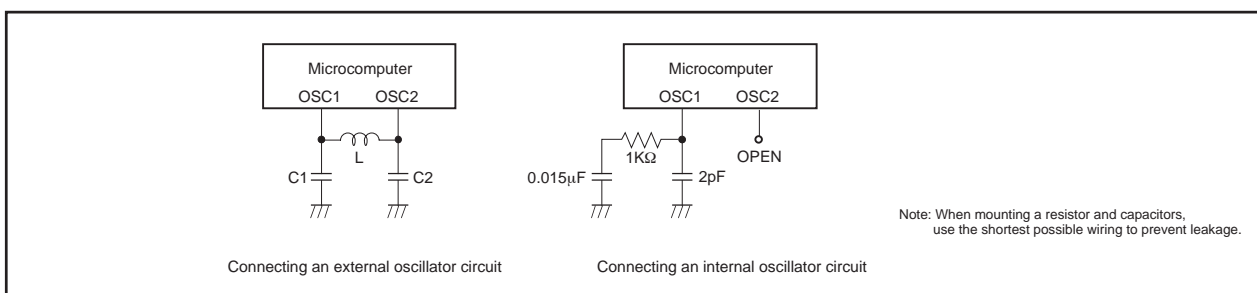 Microcomputer
OSC1 OSC2
L
C1 C2
Connecting an external oscillator circuit
Microcomputer
OSC1 OSC2
1KΩ
OPEN
0.015µF 2pF
Connecting an internal oscillator circuit
Note: When mounting a resistor and capacitors,
use the shortest possible wiring to prevent leakage.